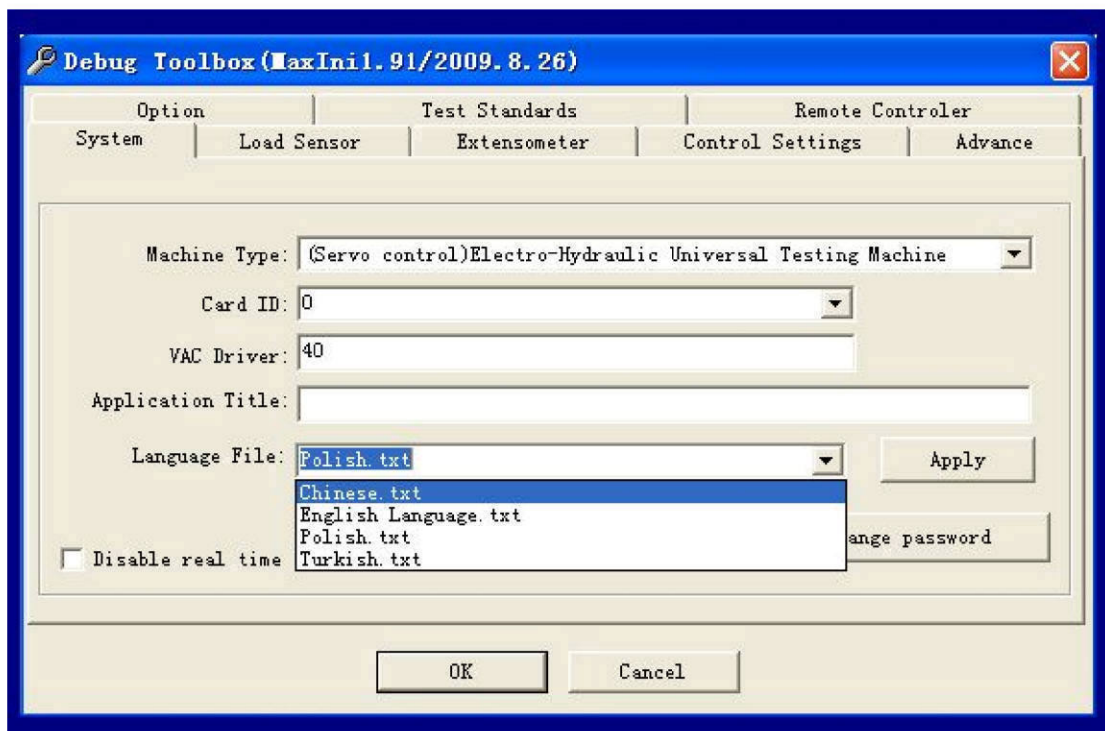 Debug Toolbox(MaxIni1.91/2009.8.26)
Option Test Standards Remote Controler
System Load Sensor Extensometer Control Settings Advance
Machine Type: (Servo control)Electro-Hydraulic Universal Testing Machine
Card ID: 0
VAC Driver: 40
Application Title:
Language File: Polish.txt Apply
Chinese.txt
English Language.txt
Polish.txt ange password
Disable real time Turkish.txt
OK Cancel